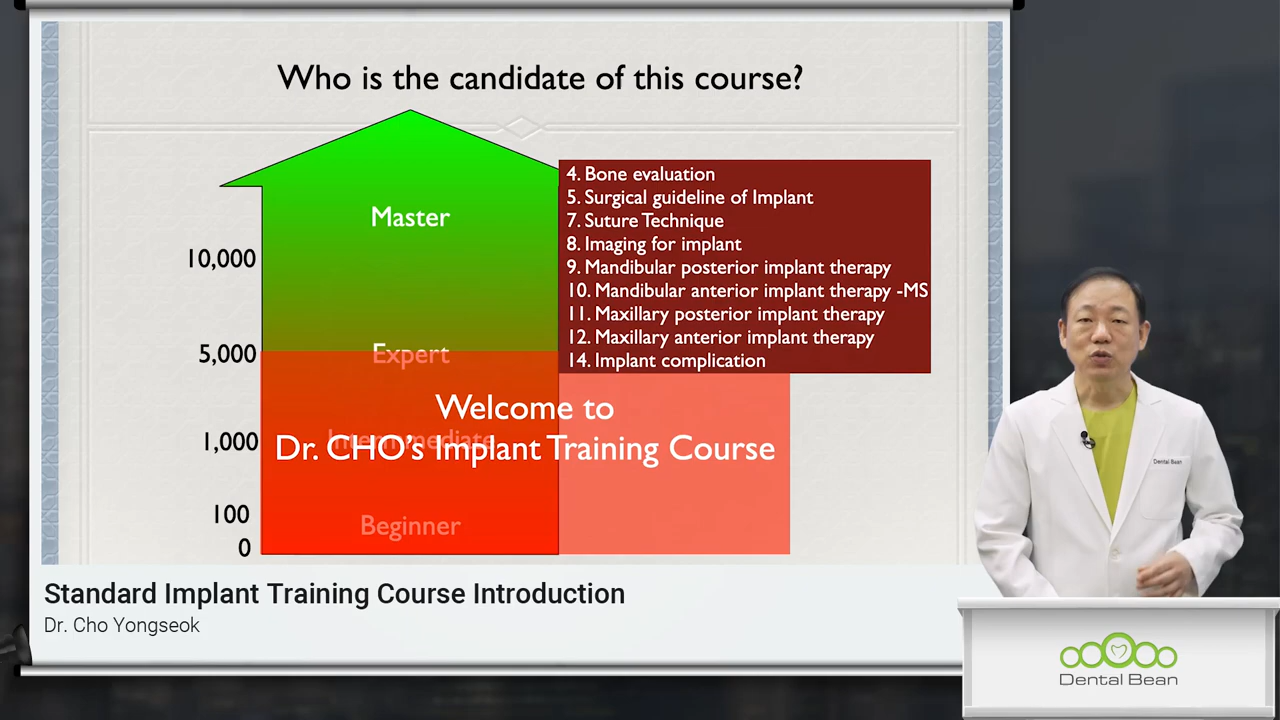 Who is the candidate of this course?
Master
10,000
5,000
Expert
1,000
100
Beginner
0
4. Bone evaluation
5. Surgical guideline of Implant
7. Suture Technique
8. Imaging for implant
9. Mandibular posterior implant therapy
10. Mandibular anterior implant therapy -MS
11. Maxillary posterior implant therapy
12. Maxillary anterior implant therapy
14. Implant complication
Welcome to
Dr. CHO's Implant Training Course
Standard Implant Training Course Introduction
Dr. Cho Yongseok
Dental Bean
Dental Bean